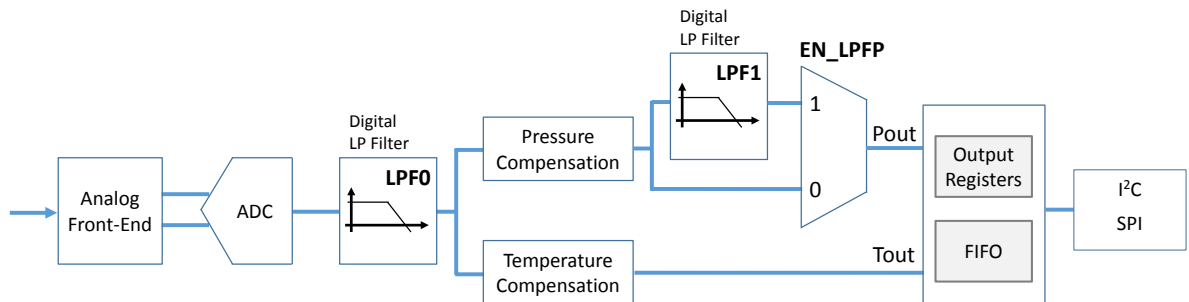 Digital
LP Filter
LPF1
EN_LPFP
1
0
Pout
Digital
LP Filter
LPF0
Pressure
Compensation
Analog
Front-End
ADC
Temperature
Compensation
Tout
Output
Registers
FIFO
I²C
SPI